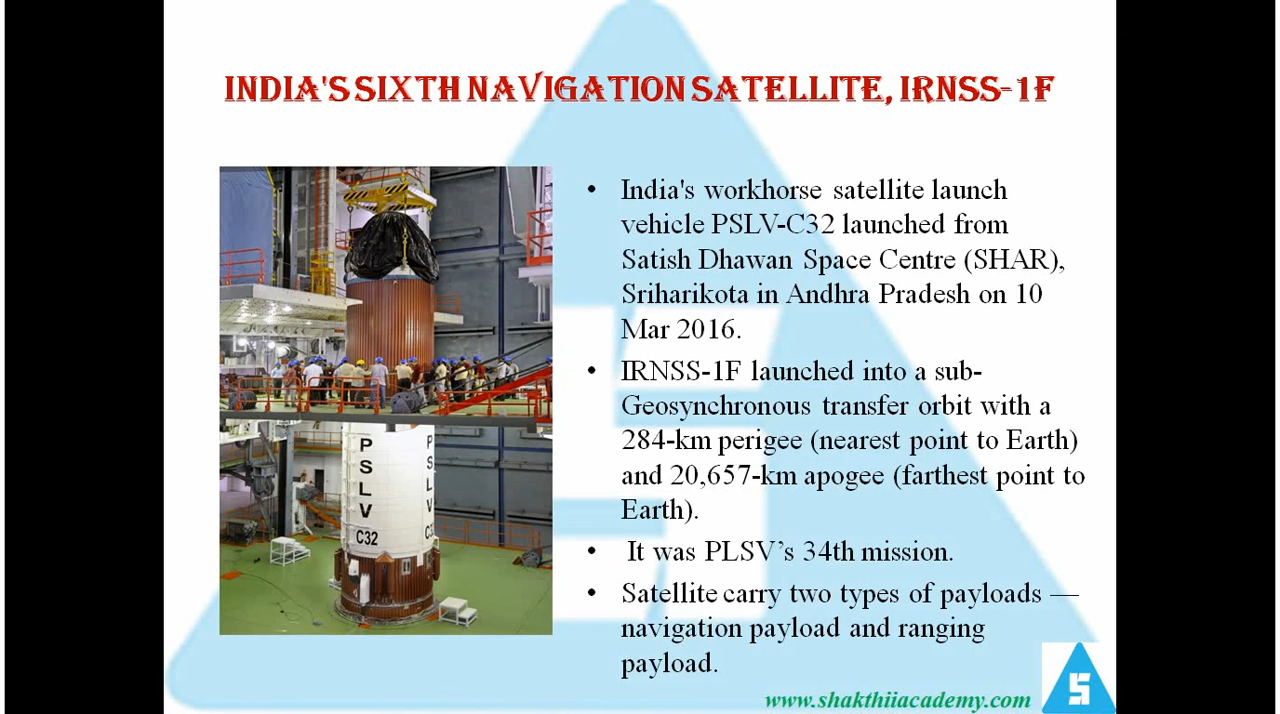 INDIA'S SIXTH NAVIGATION SATELLITE, IRNSS-1F
• India's workhorse satellite launch
vehicle PSLV-C32 launched from
Satish Dhawan Space Centre (SHAR),
Sriharikota in Andhra Pradesh on 10
Mar 2016.
• IRNSS-1F launched into a sub-
Geosynchronous transfer orbit with a
284-km perigee (nearest point to Earth)
and 20,657-km apogee (farthest point to
Earth).
• It was PLSV’s 34th mission.
• Satellite carry two types of payloads —
navigation payload and ranging
payload.
PSLV
C32
PSLV
C3
www.shakthiiacademy.com
S